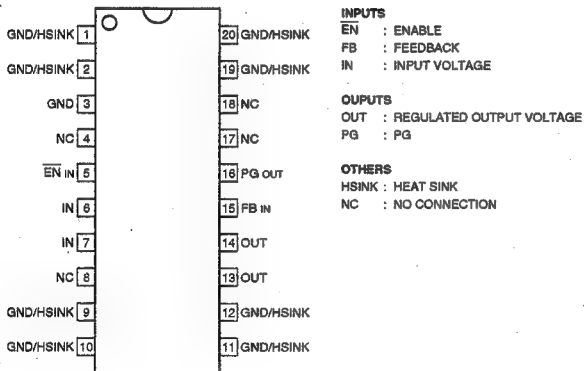 GND/HSINK 1
GND/HSINK 2
GND 3
NC 4
E̅N̅ IN 5
IN 6
IN 7
NC 8
GND/HSINK 9
GND/HSINK 10
20 GND/HSINK
19 GND/HSINK
18 NC
17 NC
16 PG OUT
15 FB IN
14 OUT
13 OUT
12 GND/HSINK
11 GND/HSINK
INPUTS
E̅N̅ : ENABLE
FB : FEEDBACK
IN : INPUT VOLTAGE
OUPUTS
OUT : REGULATED OUTPUT VOLTAGE
PG : PG
OTHERS
HSINK : HEAT SINK
NC : NO CONNECTION